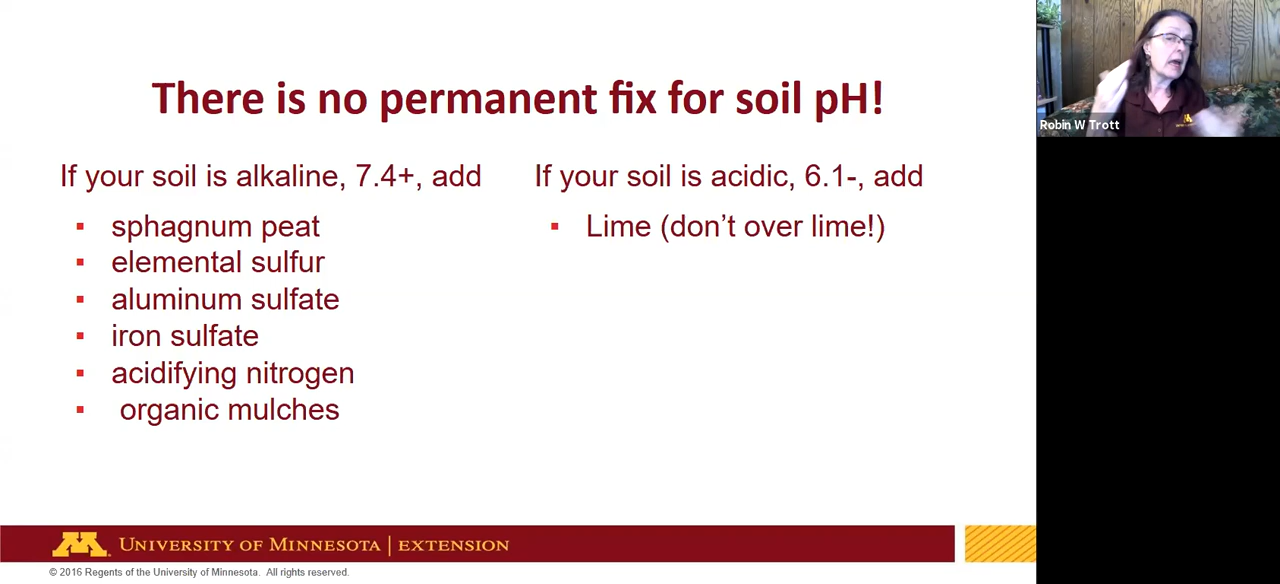 There is no permanent fix for soil pH!
If your soil is alkaline, 7.4+, add
▪ sphagnum peat
▪ elemental sulfur
▪ aluminum sulfate
▪ iron sulfate
▪ acidifying nitrogen
▪ organic mulches
If your soil is acidic, 6.1-, add
▪ Lime (don’t over lime!)
Robin W Trott
M UNIVERSITY OF MINNESOTA | EXTENSION
© 2016 Regents of the University of Minnesota. All rights reserved.